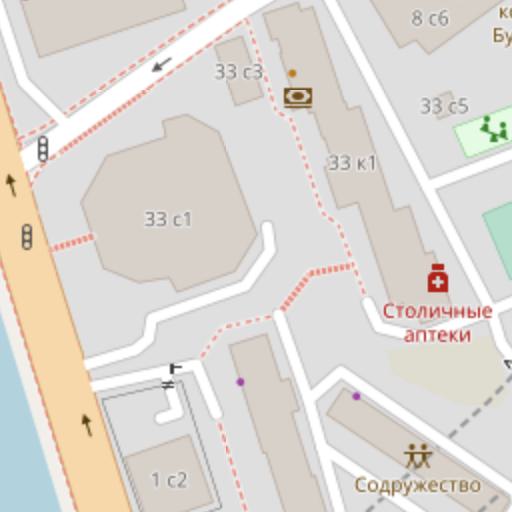 8 с6
33 с3
33 с5
33 к1
33 с1
Столичные
аптеки
1 с2
Содружество